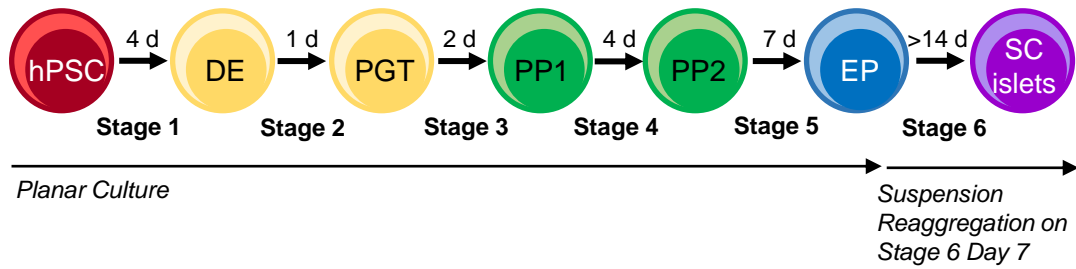 4 d 1 d 2 d 4 d 7 d >14 d
hPSC DE PGT PP1 PP2 EP SC
islets
Stage 1 Stage 2 Stage 3 Stage 4 Stage 5 Stage 6
Planar Culture
Suspension
Reaggregation on
Stage 6 Day 7